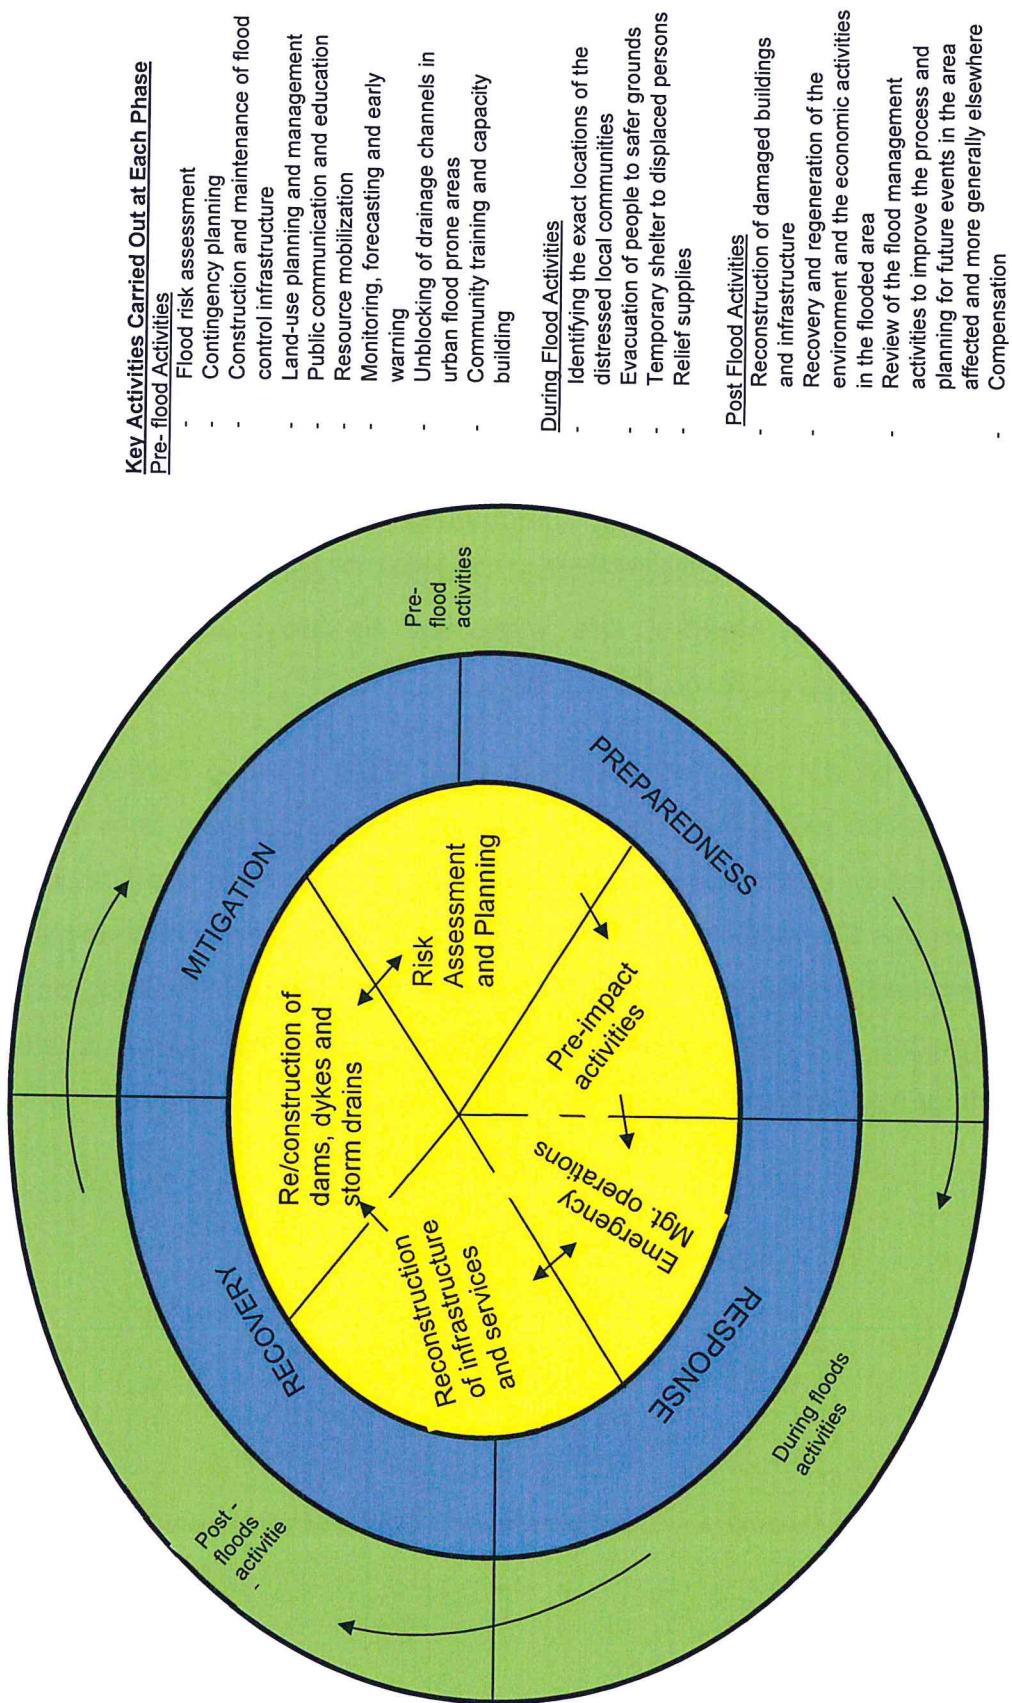 Post -
floods
activitie
-
RECOVERY
MITIGATION
Re/construction of
dams, dykes and
storm drains
Reconstruction
of infrastructure
and services
Risk
Assessment
and Planning
Pre-
flood
activities
Emergency
Mgt. operations
Pre-impact
activities
RESPONSE
PREPAREDNESS
During floods
activities
Key Activities Carried Out at Each Phase
Pre- flood Activities
- Flood risk assessment
- Contingency planning
- Construction and maintenance of flood
control infrastructure
- Land-use planning and management
- Public communication and education
- Resource mobilization
- Monitoring, forecasting and early
warning
- Unblocking of drainage channels in
urban flood prone areas
- Community training and capacity
building
During Flood Activities
- Identifying the exact locations of the
distressed local communities
- Evacuation of people to safer grounds
- Temporary shelter to displaced persons
- Relief supplies
Post Flood Activities
- Reconstruction of damaged buildings
and infrastructure
- Recovery and regeneration of the
environment and the economic activities
in the flooded area
- Review of the flood management
activities to improve the process and
planning for future events in the area
affected and more generally elsewhere
- Compensation